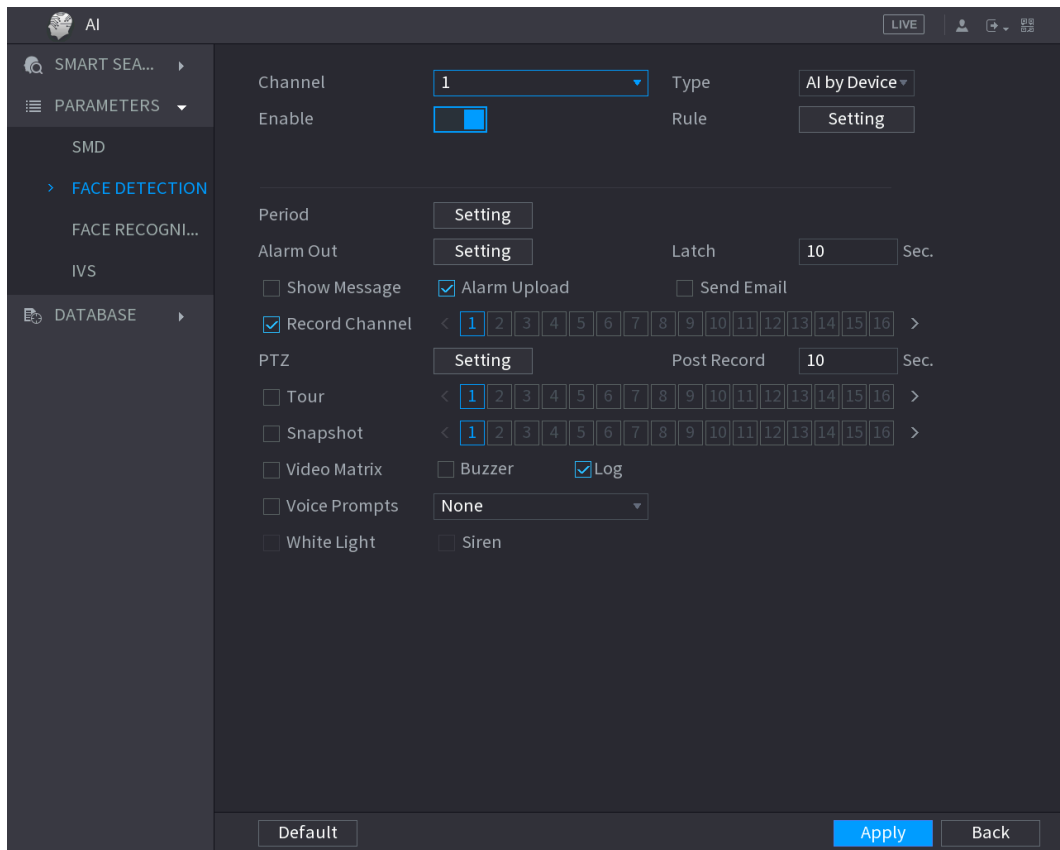 AI LIVE
SMART SEA...
PARAMETERS
SMD
FACE DETECTION
FACE RECOGNI...
IVS
DATABASE
Channel 1 Type AI by Device
Enable Rule Setting
Period Setting
Alarm Out Setting Latch 10 Sec.
Show Message Alarm Upload Send Email
Record Channel < 1 2 3 4 5 6 7 8 9 10 11 12 13 14 15 16 >
PTZ Setting Post Record 10 Sec.
Tour < 1 2 3 4 5 6 7 8 9 10 11 12 13 14 15 16 >
Snapshot < 1 2 3 4 5 6 7 8 9 10 11 12 13 14 15 16 >
Video Matrix Buzzer Log
Voice Prompts None
White Light Siren
Default Apply Back